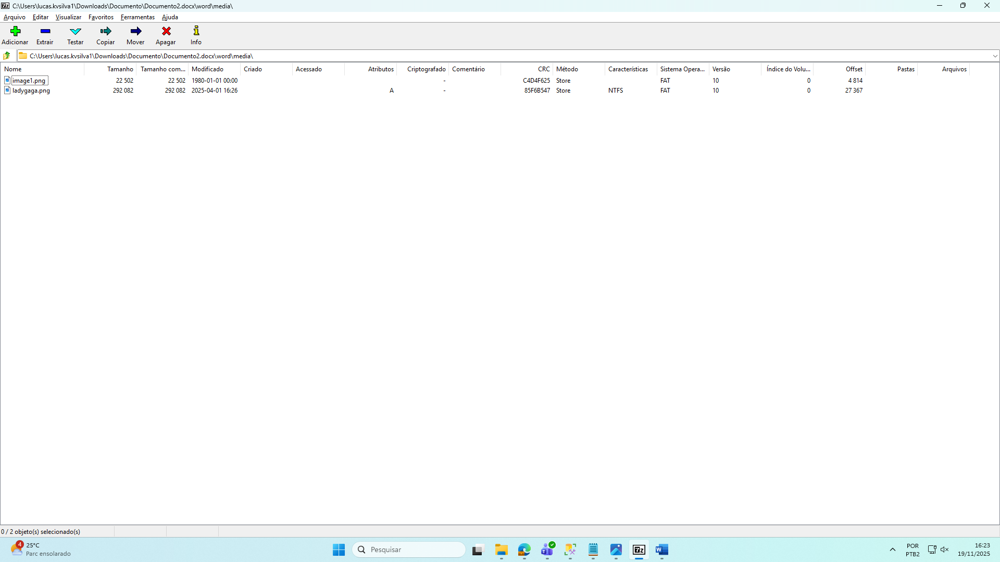 C:\Users\lucas.kvsilva1\Downloads\Documento\Documento2.docx\word\media\
Arquivo Editar Visualizar Favoritos Ferramentas Ajuda
Adicionar Extrair Testar Copiar Mover Apagar Info
C:\Users\lucas.kvsilva1\Downloads\Documento\Documento2.docx\word\media\
Nome Tamanho Tamanho com... Modificado Criado Acessado Atributos Criptografado Comentário CRC Método Características Sistema Opera... Versão Índice do Volu... Offset Pastas Arquivos
image1.png 22 502 22 502 1980-01-01 00:00 - C4D4F625 Store FAT 10 0 4 814
ladygaga.png 292 082 292 082 2025-04-01 16:26 A - 85F6B547 Store NTFS FAT 10 0 27 367
0 / 2 objeto(s) selecionado(s)
4 25°C
Parc ensolarado
Pesquisar
POR
PTB2
16:23
19/11/2025